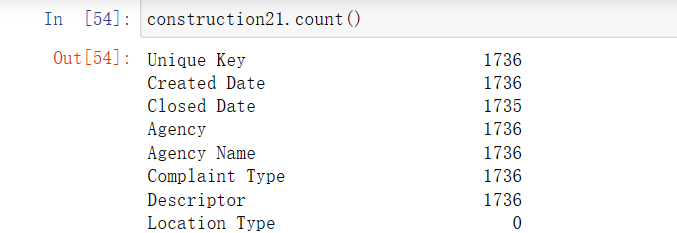 In [54]: construction21.count()
Out[54]: Unique Key 1736
Created Date 1736
Closed Date 1735
Agency 1736
Agency Name 1736
Complaint Type 1736
Descriptor 1736
Location Type 0